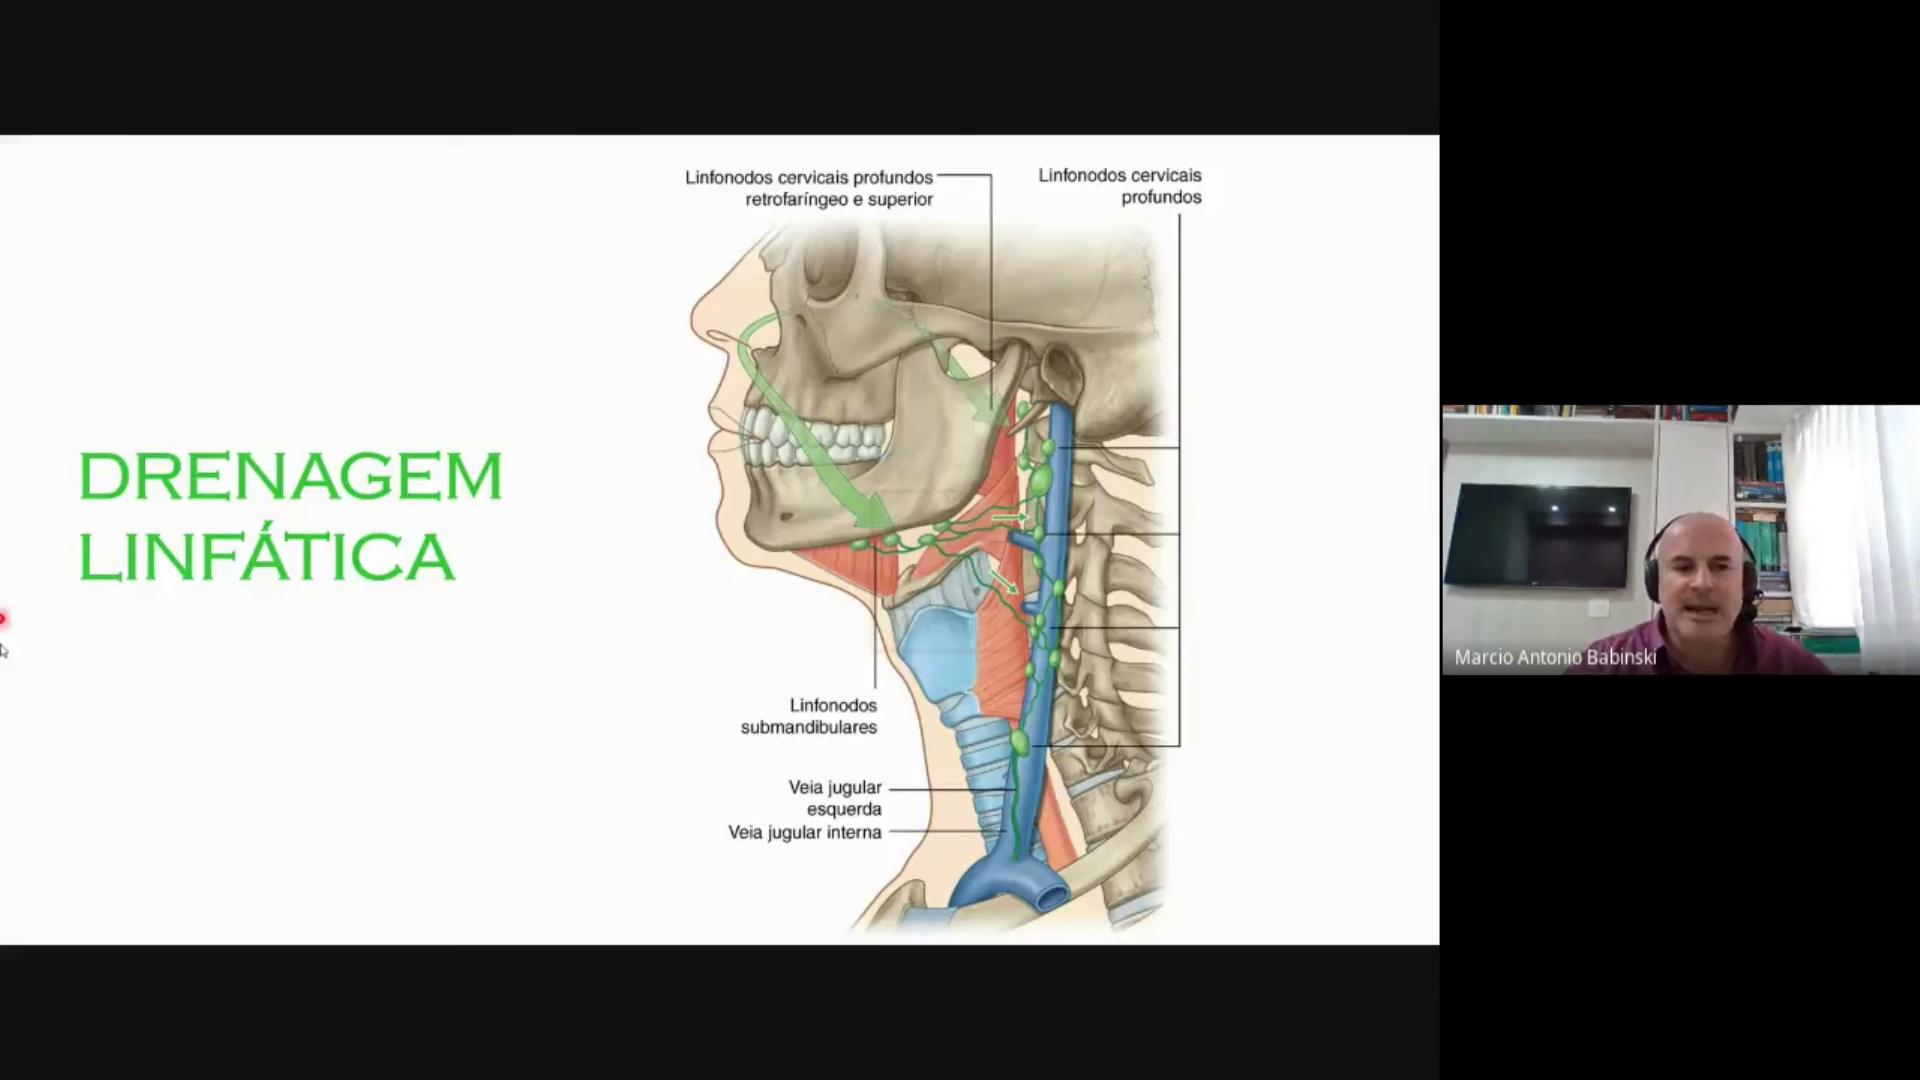 DRENAGEM
LINFÁTICA
Linfonodos cervicais profundos
retrofaríngeo e superior
Linfonodos cervicais
profundos
Linfonodos
submandibulares
Veia jugular
esquerda
Veia jugular interna
Marcio Antonio Babinski